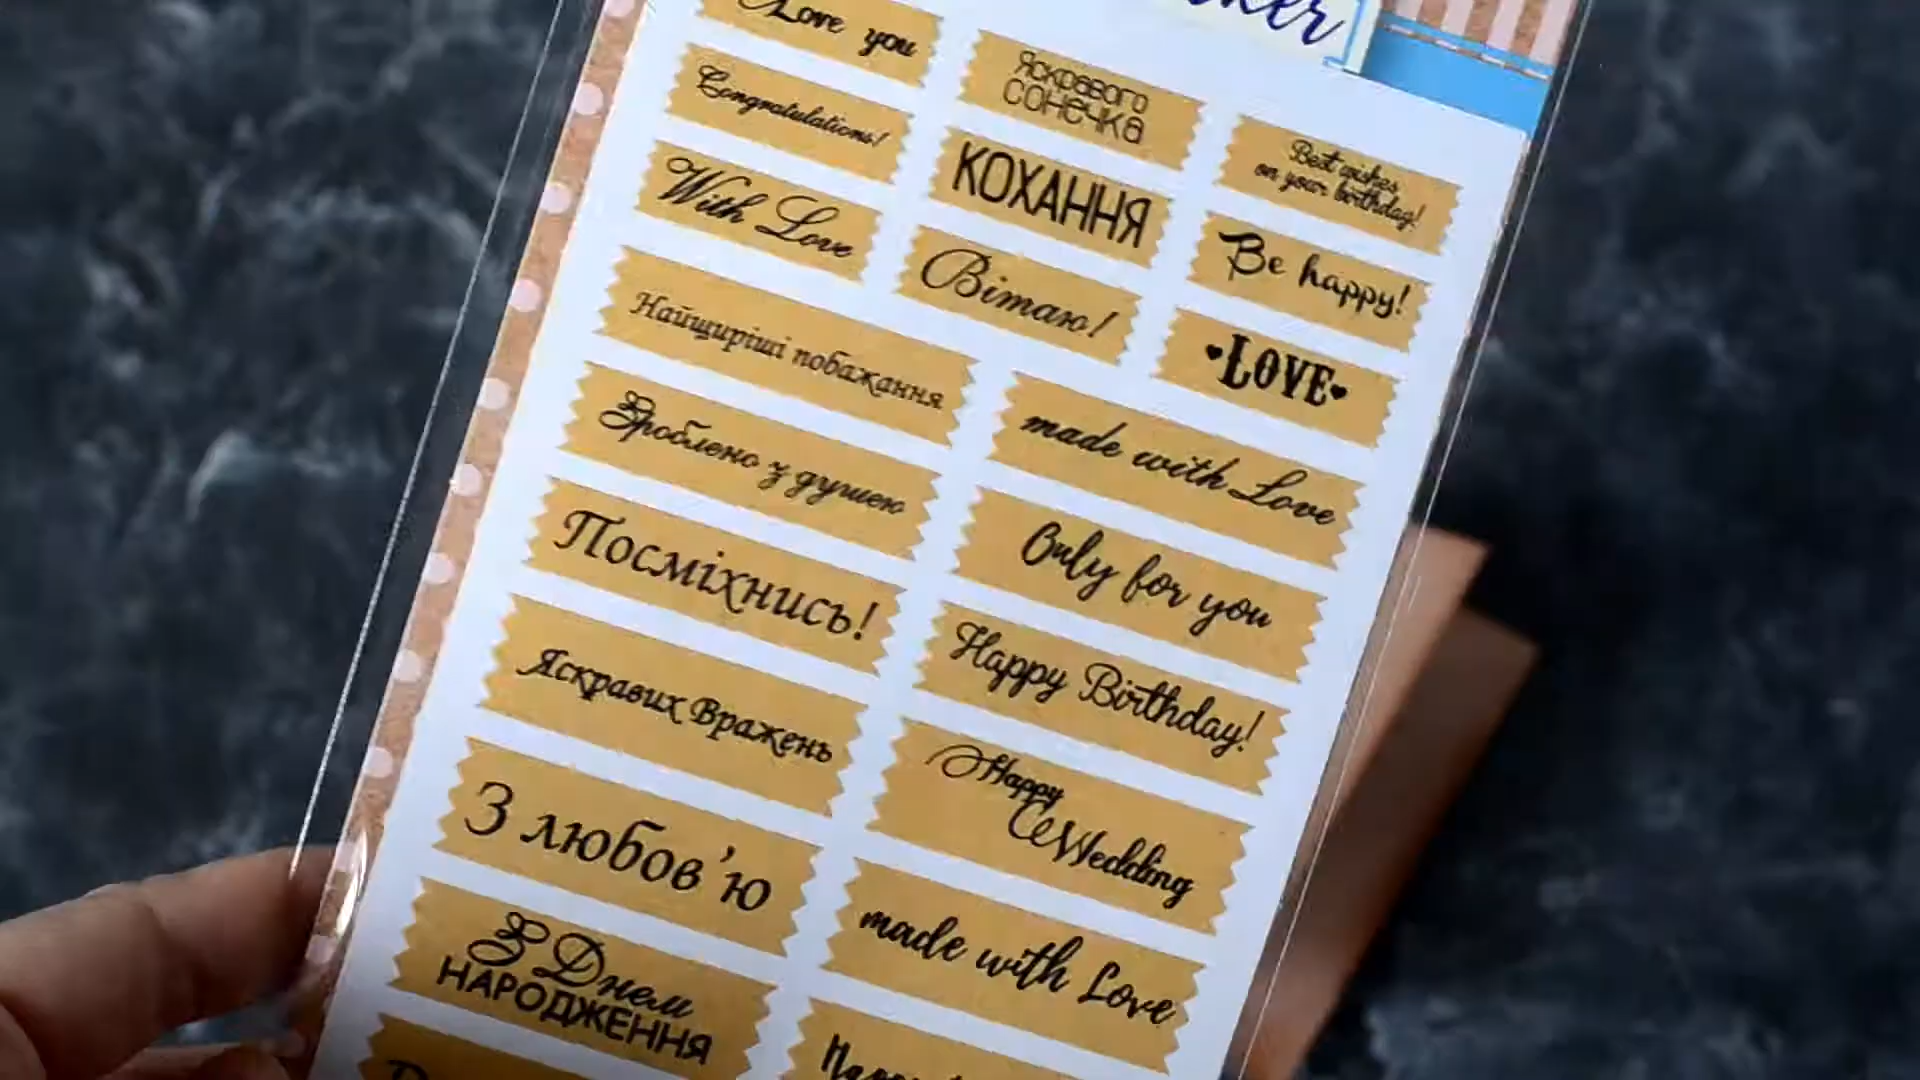 Love you
Congratulations!
With Love
Яскравого
сонечка
КОХАННЯ
Вітаю!
Best wishes
on your birthday!
Be happy!
LOVE
Найщиріші побажання
Зроблено з душею
Посміхнись!
Яскравих Вражень
З любов'ю
З Днем
НАРОДЖЕННЯ
made with Love
Only for you
Happy Birthday!
Happy
Wedding
made with Love